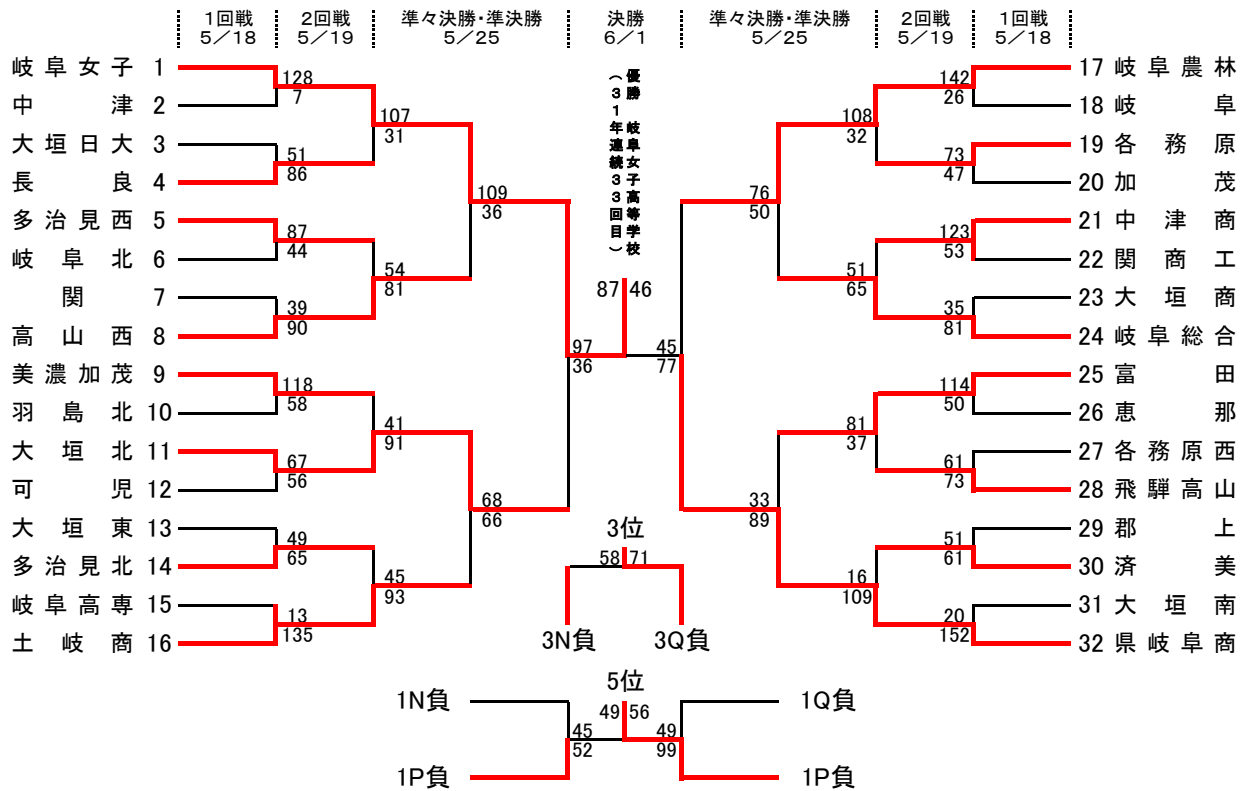 1回戦 2回戦 準々決勝・準決勝 決勝 準々決勝・準決勝 2回戦 1回戦
5/18 5/19 5/25 6/1 5/25 5/19 5/18
優勝 岐阜女子高等学校
(31年連続33回目)
岐阜女子 1
中津 2
大垣日大 3
長良 4
多治見西 5
岐阜北 6
関 7
高山西 8
美濃加茂 9
羽島北 10
大垣北 11
可児 12
大垣東 13
多治見北 14
岐阜高専 15
土岐商 16
128
7
51
86
87
44
39
90
118
58
67
56
49
65
13
135
107
31
54
81
41
91
45
93
109
36
68
66
97
36
87 46
45
77
76
50
33
89
108
32
51
65
81
37
16
109
142
26
73
47
123
53
35
81
114
50
61
73
51
61
20
152
17 岐阜農林
18 岐阜
19 各務原
20 加茂
21 中津商
22 関商工
23 大垣商
24 岐阜総合
25 富田
26 恵那
27 各務原西
28 飛騨高山
29 郡上
30 済美
31 大垣南
32 県岐阜商
3位
58 71
3N負 3Q負
5位
1N負 49 56 1Q負
45 49
52 99
1P負 1P負